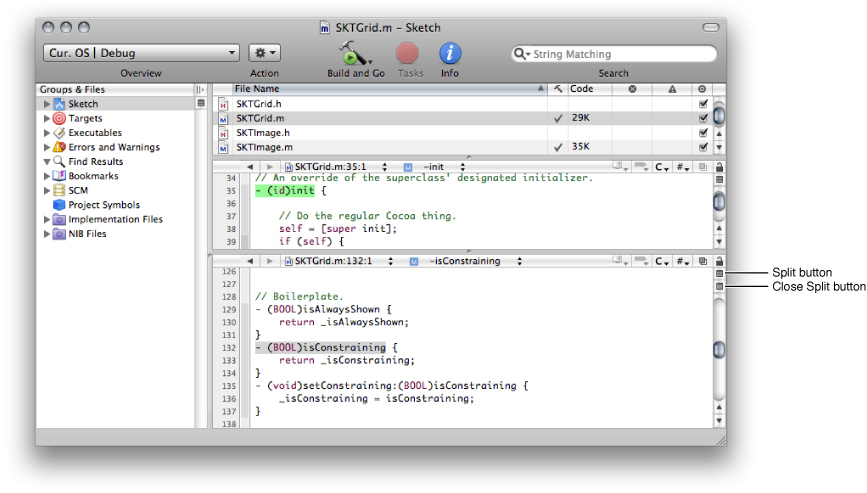 SKTGrid.m – Sketch
Cur. OS | Debug
String Matching
Overview
Action
Build and Go
Tasks
Info
Search
Groups & Files
File Name
Code
Sketch
Targets
Executables
Errors and Warnings
Find Results
Bookmarks
SCM
Project Symbols
Implementation Files
NIB Files
SKTGrid.h
SKTGrid.m 29K
SKTImage.h
SKTImage.m 35K
SKTGrid.m:35:1 -init C #
34 // An override of the superclass' designated initializer.
35 - (id)init {
36
37 // Do the regular Cocoa thing.
38 self = [super init];
39 if (self) {
SKTGrid.m:132:1 -isConstraining C #
126
127
128 // Boilerplate.
129 - (BOOL)isAlwaysShown {
130 return _isAlwaysShown;
131 }
132 - (BOOL)isConstraining {
133 return _isConstraining;
134 }
135 - (void)setConstraining:(BOOL)isConstraining {
136 _isConstraining = isConstraining;
137 }
138
Split button
Close Split button